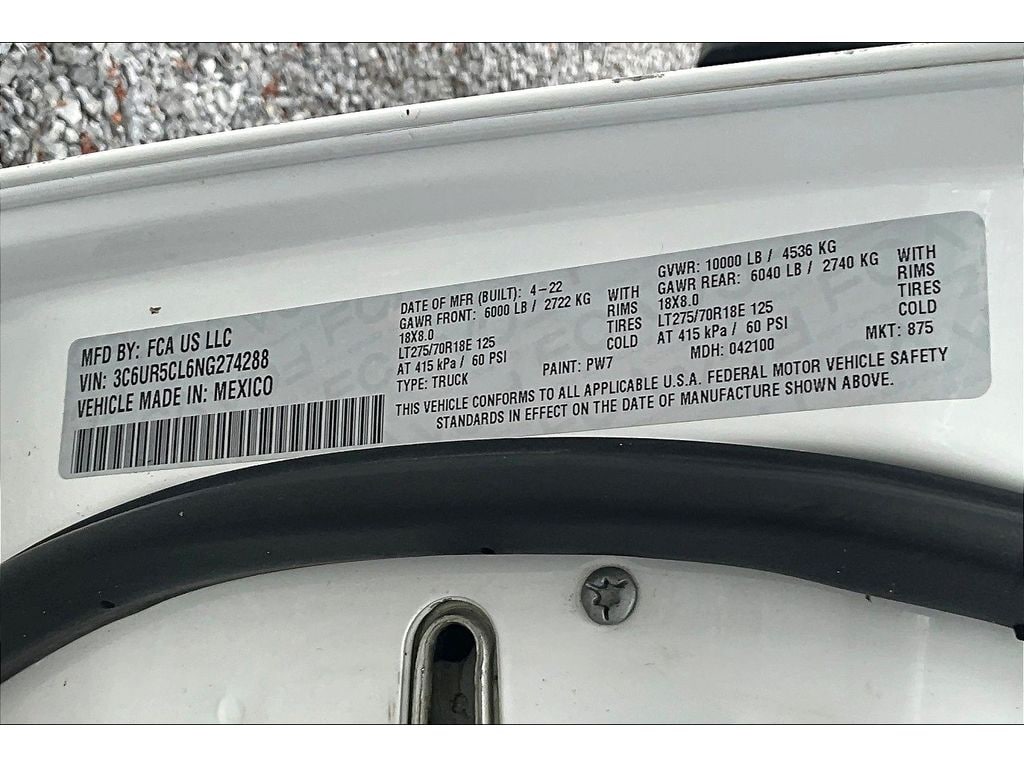 MFD BY: FCA US LLC
VIN: 3C6UR5CL6NG274288
VEHICLE MADE IN: MEXICO
DATE OF MFR (BUILT): 4-22
GAWR FRONT: 6000 LB / 2722 KG WITH
18X8.0 RIMS
LT275/70R18E 125 TIRES
AT 415 kPa / 60 PSI COLD
TYPE: TRUCK PAINT: PW7
GVWR: 10000 LB / 4536 KG
GAWR REAR: 6040 LB / 2740 KG WITH
18X8.0 RIMS
LT275/70R18E 125 TIRES
AT 415 kPa / 60 PSI COLD
MDH: 042100 MKT: 875
THIS VEHICLE CONFORMS TO ALL APPLICABLE U.S.A. FEDERAL MOTOR VEHICLE SAFETY
STANDARDS IN EFFECT ON THE DATE OF MANUFACTURE SHOWN ABOVE.